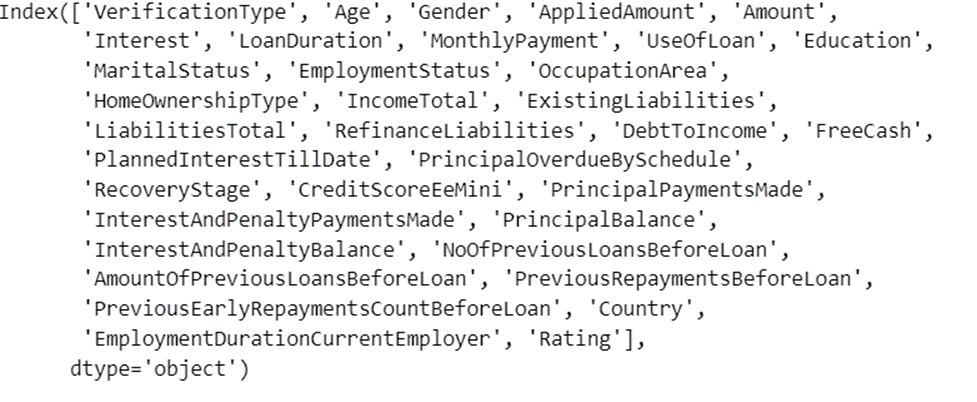 Index(['VerificationType', 'Age', 'Gender', 'AppliedAmount', 'Amount',
'Interest', 'LoanDuration', 'MonthlyPayment', 'UseOfLoan', 'Education',
'MaritalStatus', 'EmploymentStatus', 'OccupationArea',
'HomeOwnershipType', 'IncomeTotal', 'ExistingLiabilities',
'LiabilitiesTotal', 'RefinanceLiabilities', 'DebtToIncome', 'FreeCash',
'PlannedInterestTillDate', 'PrincipalOverdueBySchedule',
'RecoveryStage', 'CreditScoreEeMini', 'PrincipalPaymentsMade',
'InterestAndPenaltyPaymentsMade', 'PrincipalBalance',
'InterestAndPenaltyBalance', 'NoOfPreviousLoansBeforeLoan',
'AmountOfPreviousLoansBeforeLoan', 'PreviousRepaymentsBeforeLoan',
'PreviousEarlyRepaymentsCountBeforeLoan', 'Country',
'EmploymentDurationCurrentEmployer', 'Rating'],
dtype='object')